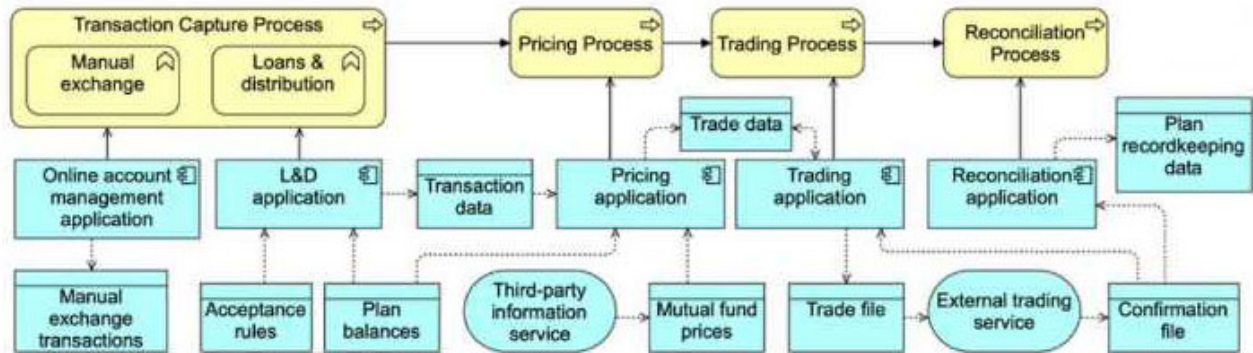 Transaction Capture Process
Manual
exchange
Loans &
distribution
Pricing Process
Trading Process
Reconciliation
Process
Online account
management
application
L&D
application
Transaction
data
Pricing
application
Trade data
Trading
application
Reconciliation
application
Plan
recordkeeping
data
Manual
exchange
transactions
Acceptance
rules
Plan
balances
Third-party
information
service
Mutual fund
prices
Trade file
External trading
service
Confirmation
file